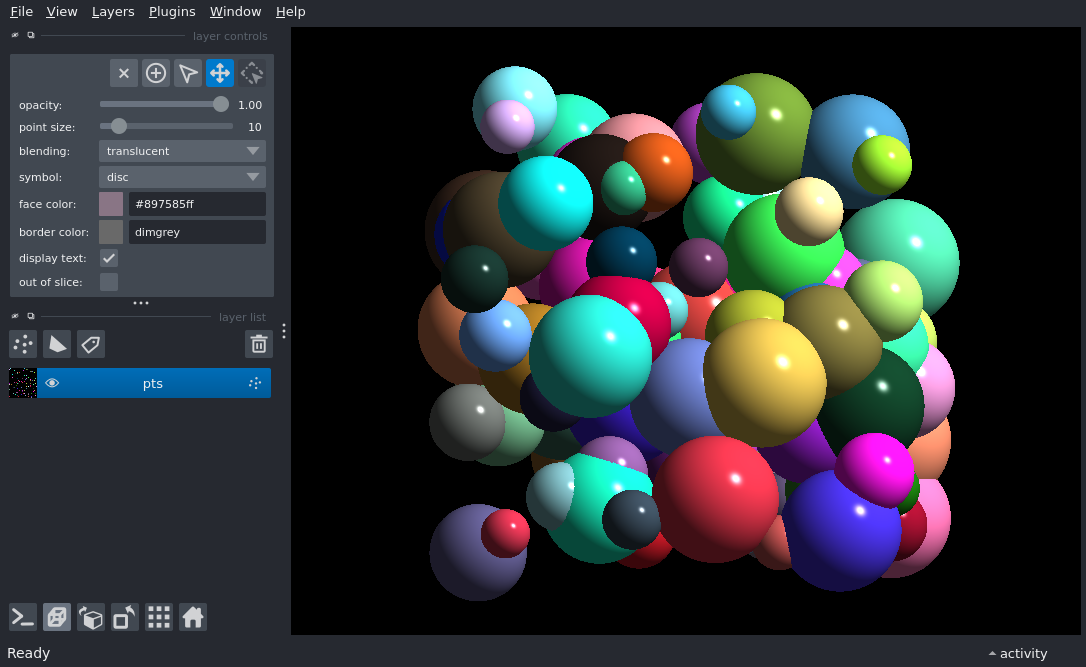 File View Layers Plugins Window Help
layer controls
opacity: 1.00
point size: 10
blending: translucent
symbol: disc
face color: #897585ff
border color: dimgrey
display text:
out of slice:
layer list
pts
Ready
activity